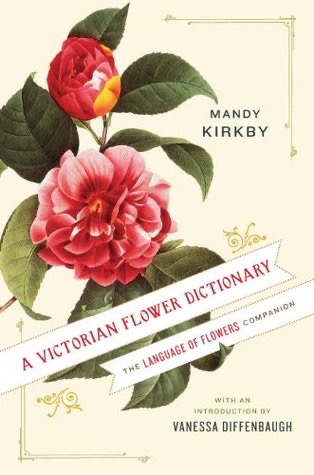 MANDY
KIRKBY
A VICTORIAN FLOWER DICTIONARY
THE LANGUAGE OF FLOWERS COMPANION
WITH AN
INTRODUCTION BY
VANESSA DIFFENBAUGH